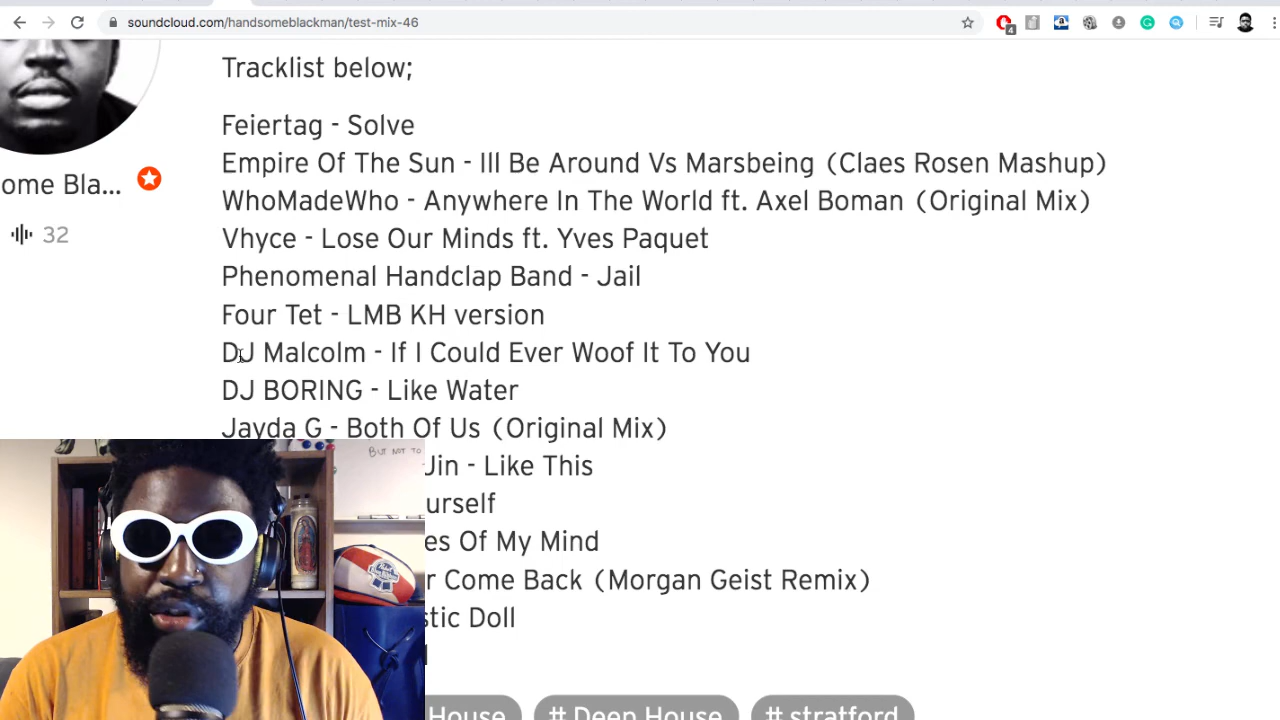 soundcloud.com/handsomeblackman/test-mix-46
4
Tracklist below;
Feiertag - Solve
Empire Of The Sun - Ill Be Around Vs Marsbeing (Claes Rosen Mashup)
ome Bla...
WhoMadeWho - Anywhere In The World ft. Axel Boman (Original Mix)
32
Vhyce - Lose Our Minds ft. Yves Paquet
Phenomenal Handclap Band - Jail
Four Tet - LMB KH version
DJ Malcolm - If I Could Ever Woof It To You
DJ BORING - Like Water
Jayda G - Both Of Us (Original Mix)
BUT NOT TO
Jin - Like This
urself
es Of My Mind
r Come Back (Morgan Geist Remix)
stic Doll
House
# Deep House
# stratford